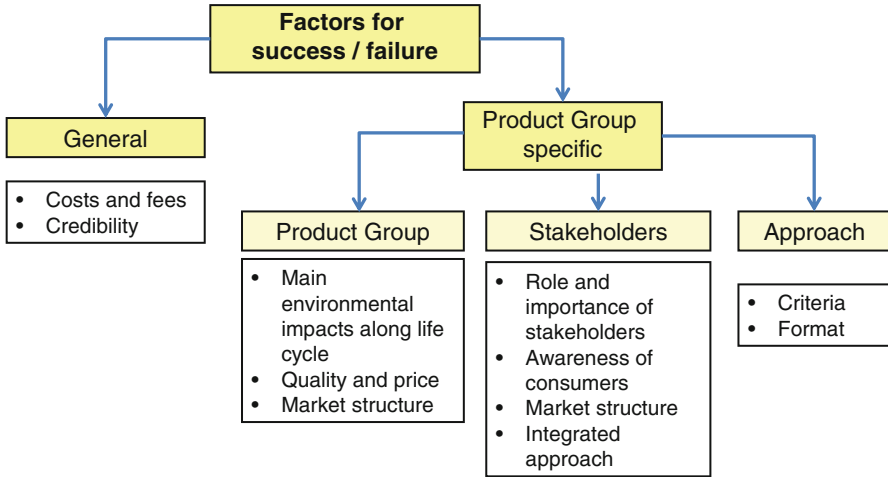 Factors for
success / failure
General
• Costs and fees
• Credibility
Product Group
specific
Product Group
• Main
environmental
impacts along life
cycle
• Quality and price
• Market structure
Stakeholders
• Role and
importance of
stakeholders
• Awareness of
consumers
• Market structure
• Integrated
approach
Approach
• Criteria
• Format